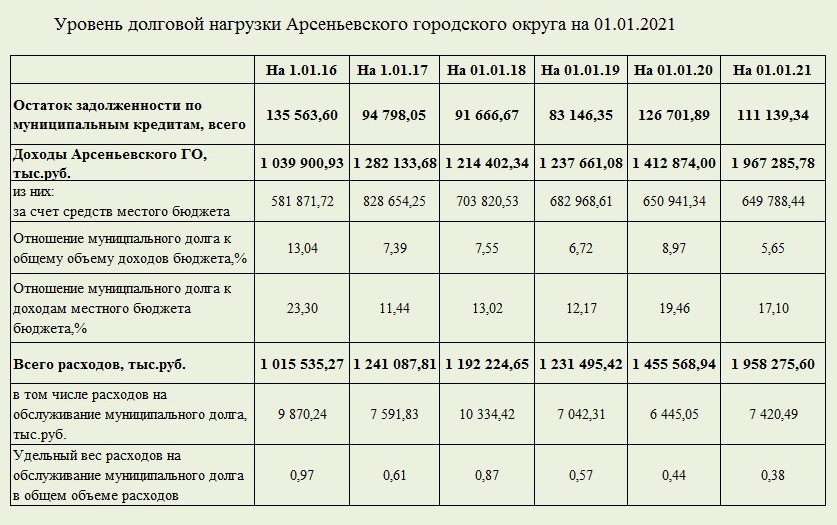 Уровень долговой нагрузки Арсеньевского городского округа на 01.01.2021
На 1.01.16 На 1.01.17 На 01.01.18 На 01.01.19 На 01.01.20 На 01.01.21
Остаток задолженности по
муниципальным кредитам, всего 135 563,60 94 798,05 91 666,67 83 146,35 126 701,89 111 139,34
Доходы Арсеньевского ГО,
тыс.руб. 1 039 900,93 1 282 133,68 1 214 402,34 1 237 661,08 1 412 874,00 1 967 285,78
из них:
за счет средств местого бюджета 581 871,72 828 654,25 703 820,53 682 968,61 650 941,34 649 788,44
Отношение муницпального долга к
общему объему доходов бюджета,% 13,04 7,39 7,55 6,72 8,97 5,65
Отношение муницпального долга к
доходам местного бюджета
бюджета,% 23,30 11,44 13,02 12,17 19,46 17,10
Всего расходов, тыс.руб. 1 015 535,27 1 241 087,81 1 192 224,65 1 231 495,42 1 455 568,94 1 958 275,60
в том числе расходов на
обслуживание муниципального долга,
тыс.руб. 9 870,24 7 591,83 10 334,42 7 042,31 6 445,05 7 420,49
Удельный вес расходов на
обслуживание муниципального долга
в общем объеме расходов 0,97 0,61 0,87 0,57 0,44 0,38